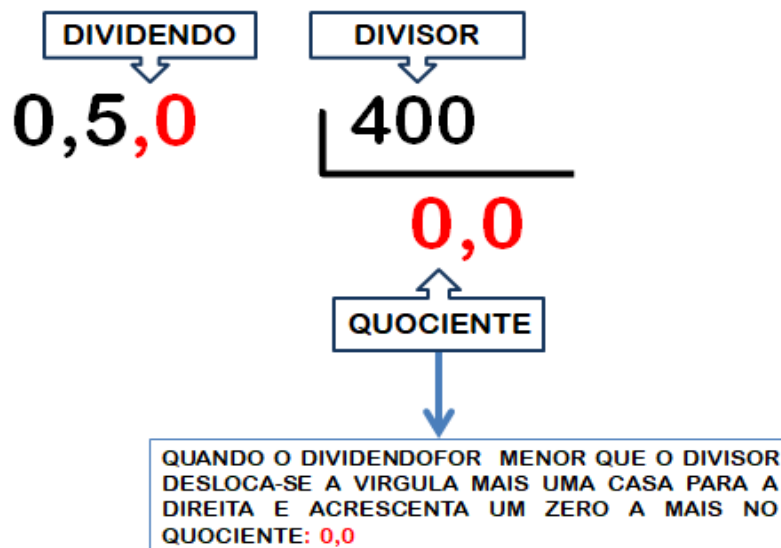 DIVIDENDO DIVISOR
0,5,0 400
0,0
QUOCIENTE
QUANDO O DIVIDENDOFOR MENOR QUE O DIVISOR
DESLOCA-SE A VIRGULA MAIS UMA CASA PARA A
DIREITA E ACRESCENTA UM ZERO A MAIS NO
QUOCIENTE: 0,0